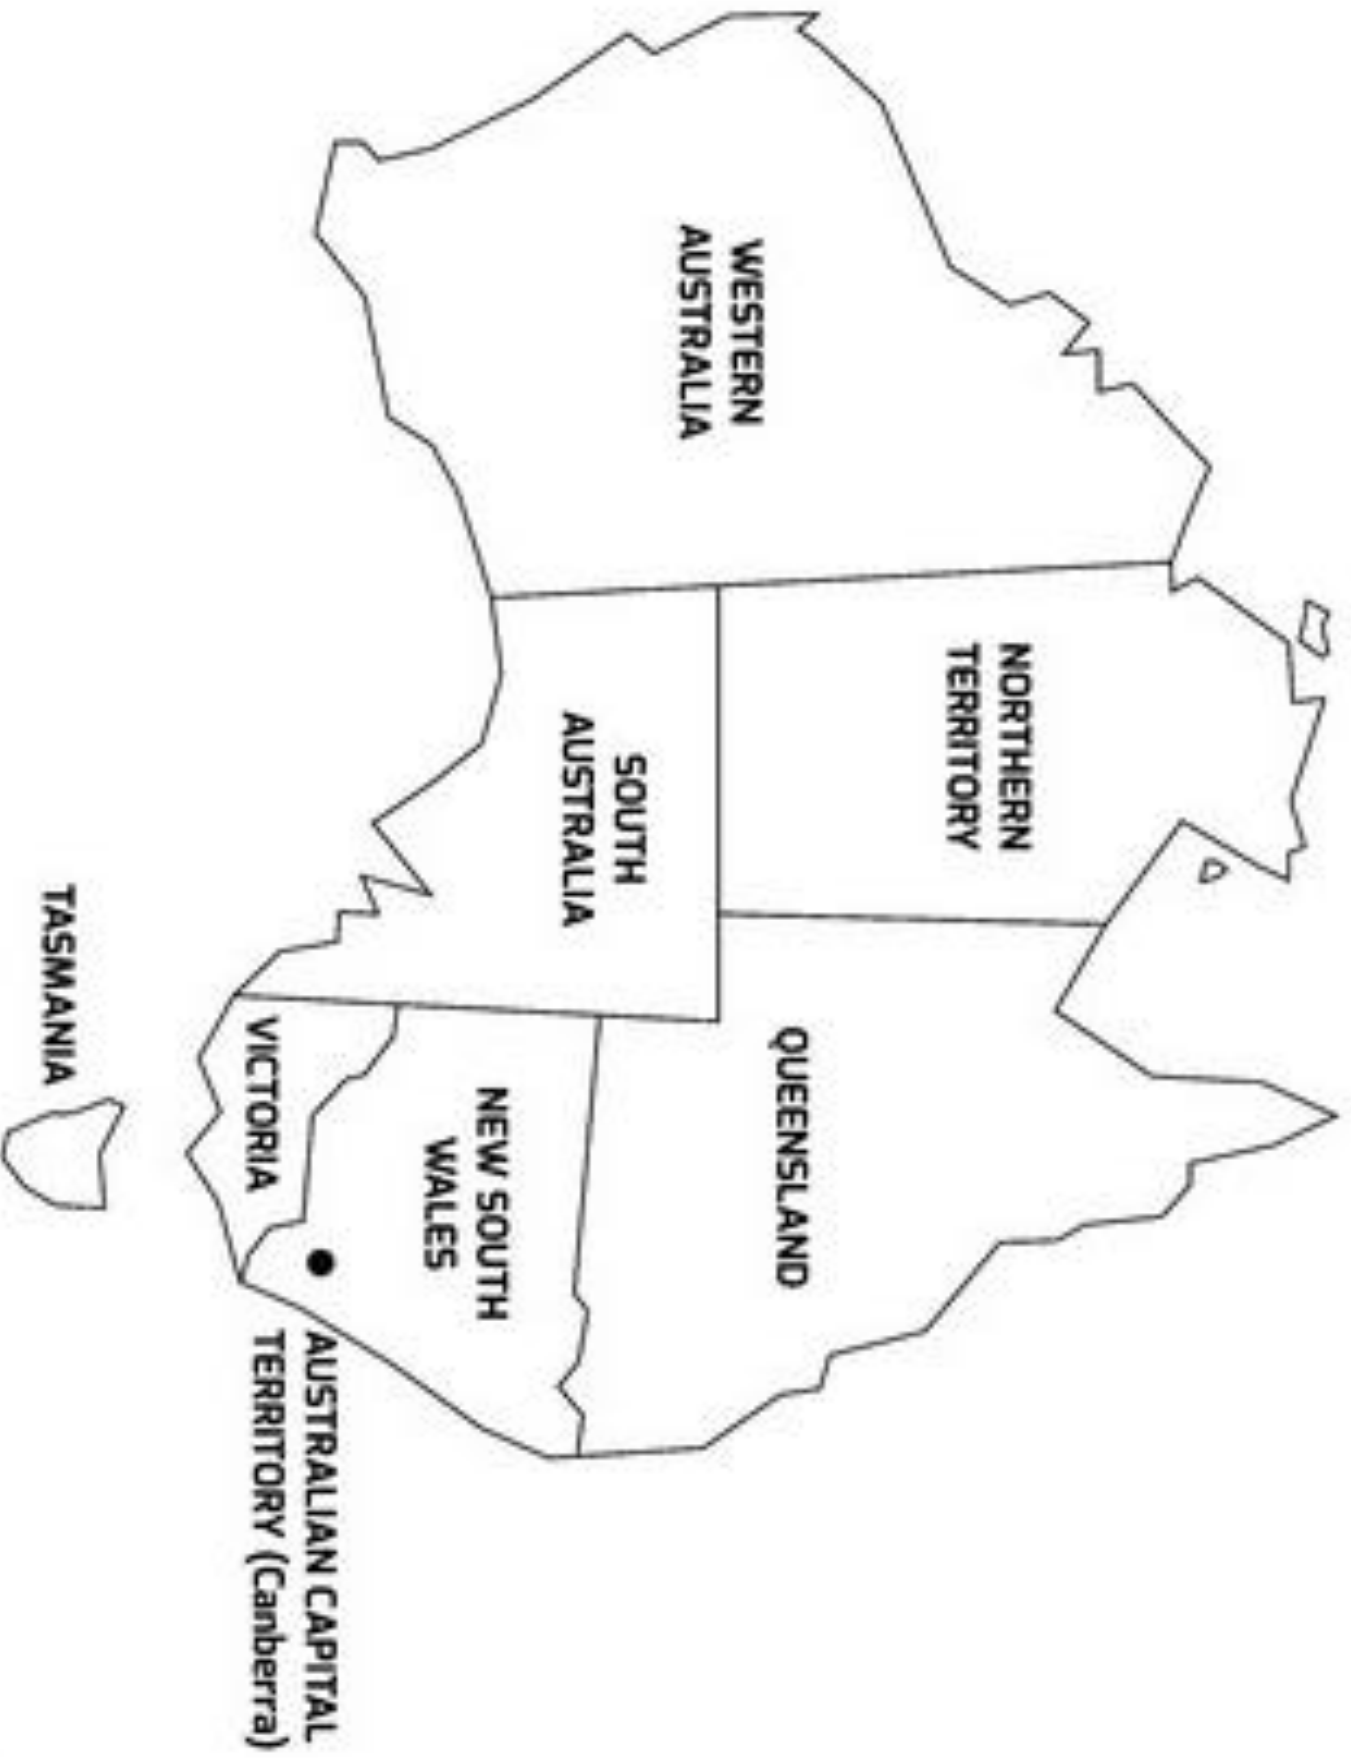 NORTHERN
TERRITORY
WESTERN
AUSTRALIA
QUEENSLAND
SOUTH
AUSTRALIA
NEW SOUTH
WALES
AUSTRALIAN CAPITAL
TERRITORY (Canberra)
VICTORIA
TASMANIA